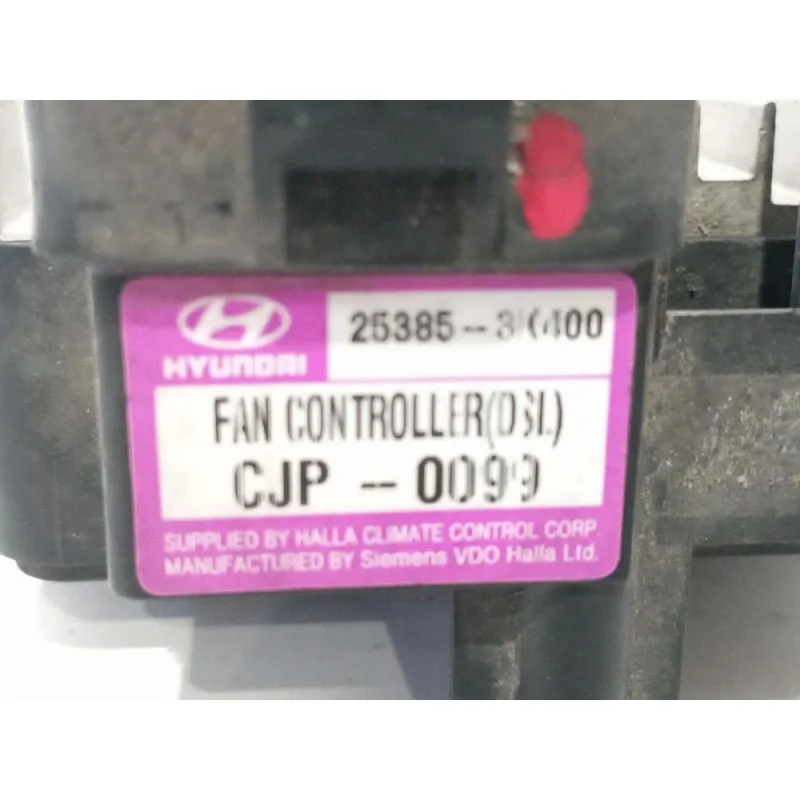 HYUNDAI
25385-3K400
FAN CONTROLLER(DSL)
CJP -- 0099
SUPPLIED BY HALLA CLIMATE CONTROL CORP.
MANUFACTURED BY Siemens VDO Halla Ltd.